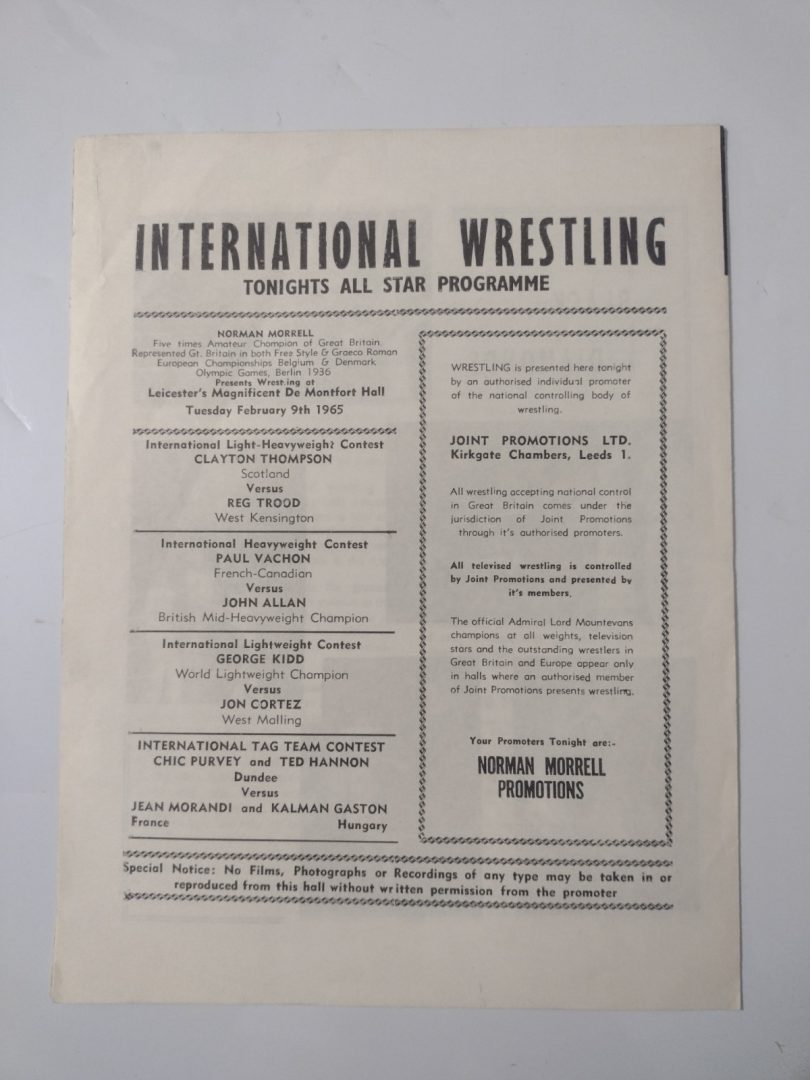 INTERNATIONAL WRESTLING
TONIGHTS ALL STAR PROGRAMME
NORMAN MORRELL
Five times Amateur Champion of Great Britain.
Represented Gt. Britain in both Free Style & Graeco Roman
European Championships Belgium & Denmark
Olympic Games, Berlin 1936
Presents Wrestling at
Leicester's Magnificent De Montfort Hall
Tuesday February 9th 1965
International Light-Heavyweight Contest
CLAYTON THOMPSON
Scotland
Versus
REG TROOD
West Kensington
International Heavyweight Contest
PAUL VACHON
French-Canadian
Versus
JOHN ALLAN
British Mid-Heavyweight Champion
International Lightweight Contest
GEORGE KIDD
World Lightweight Champion
Versus
JON CORTEZ
West Malling
INTERNATIONAL TAG TEAM CONTEST
CHIC PURVEY and TED HANNON
Dundee
Versus
JEAN MORANDI and KALMAN GASTON
France Hungary
WRESTLING is presented here tonight
by an authorised individual promoter
of the national controlling body of
wrestling.
JOINT PROMOTIONS LTD.
Kirkgate Chambers, Leeds 1.
All wrestling accepting national control
in Great Britain comes under the
jurisdiction of Joint Promotions
through it's authorised promoters.
All televised wrestling is controlled
by Joint Promotions and presented by
it's members.
The official Admiral Lord Mountevans
champions at all weights, television
stars and the outstanding wrestlers in
Great Britain and Europe appear only
in halls where an authorised member
of Joint Promotions presents wrestling.
Your Promoters Tonight are:-
NORMAN MORRELL
PROMOTIONS
Special Notice: No Films, Photographs or Recordings of any type may be taken in or
reproduced from this hall without written permission from the promoter